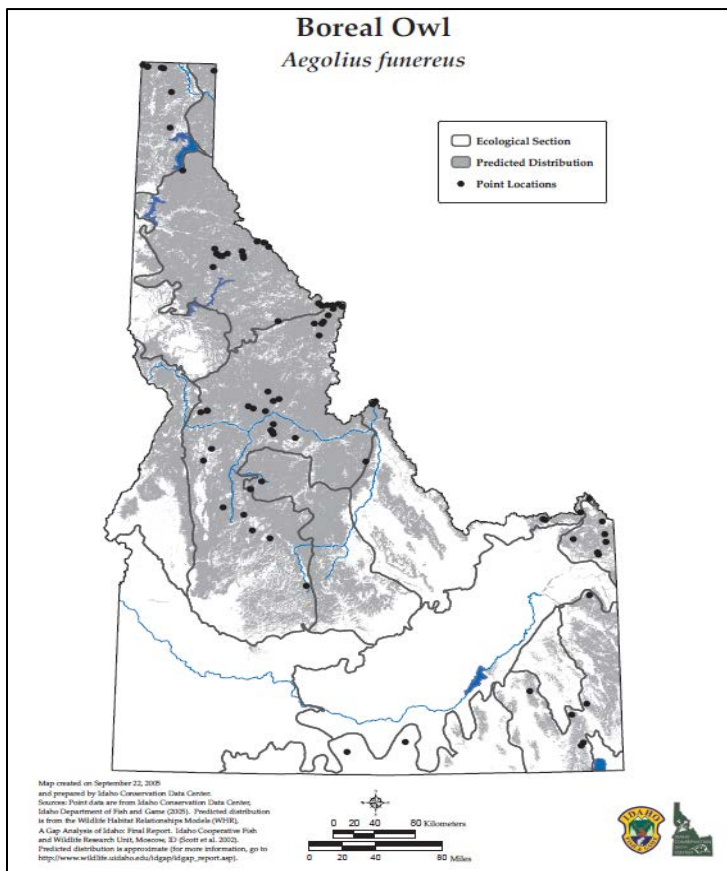 Boreal Owl
Aegolius funereus
Ecological Section
Predicted Distribution
Point Locations
Map created on September 22, 2005
and prepared by Idaho Conservation Data Center.
Sources: Point data are from Idaho Conservation Data Center,
Idaho Department of Fish and Game (2005). Predicted distribution
is from the Wildlife Habitat Relationships Models (WHR),
A Gap Analysis of Idaho: Final Report. Idaho Cooperative Fish
and Wildlife Research Unit, Moscow, ID (Scott et al. 2002).
Predicted distribution is approximate (for more information, go to
http://www.wildlife.uidaho.edu/idgap/idgap_report.asp).
0 20 40 80 Kilometers
0 20 40 80 Miles
IDAHO